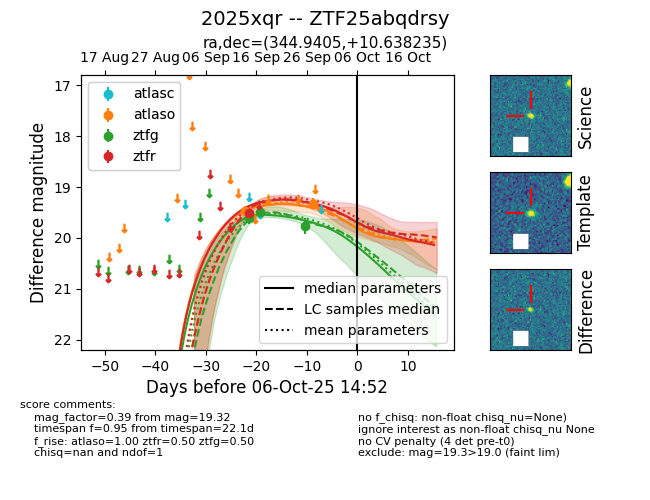 2025xqr -- ZTF25abqdrsy
ra,dec=(344.9405,+10.638235)
17 Aug 27 Aug 06 Sep 16 Sep 26 Sep 06 Oct 16 Oct
Difference magnitude
17
18
19
20
21
22
atlasc
atlaso
ztfg
ztfr
median parameters
LC samples median
mean parameters
−50 −40 −30 −20 −10 0 10
Days before 06-Oct-25 14:52
Science
Template
Difference
score comments:
mag_factor=0.39 from mag=19.32
timespan f=0.95 from timespan=22.1d
f_rise: atlaso=1.00 ztfr=0.50 ztfg=0.50
chisq=nan and ndof=1
no f_chisq: non-float chisq_nu=None)
ignore interest as non-float chisq_nu None
no CV penalty (4 det pre-t0)
exclude: mag=19.3>19.0 (faint lim)